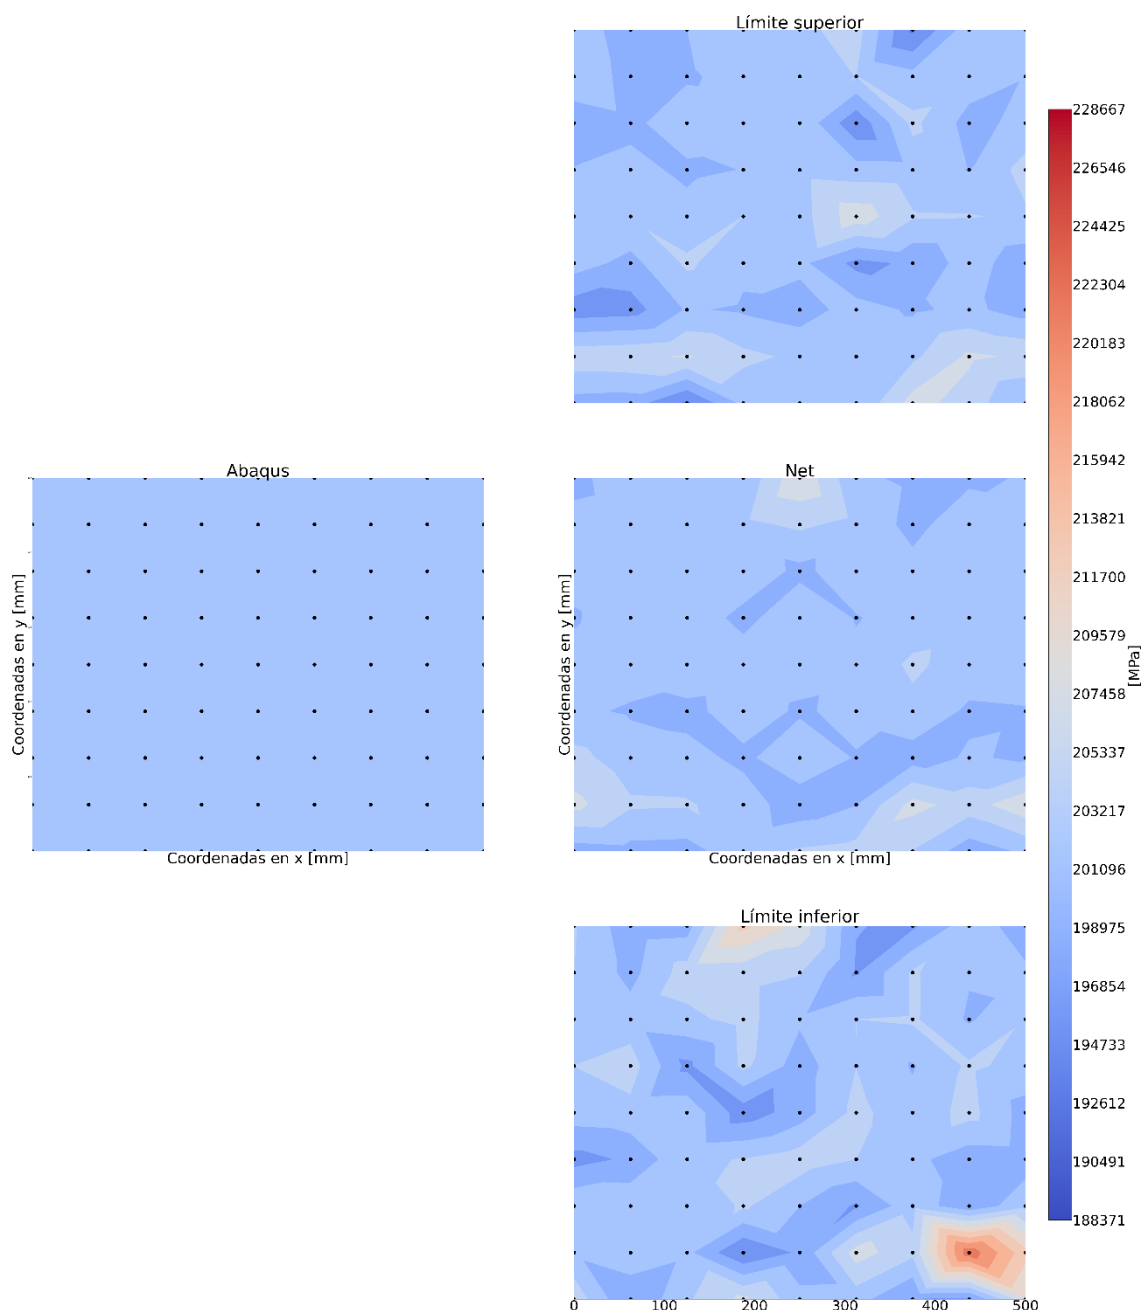 Límite superior
228667
226546
224425
222304
220183
218062
215942
213821
211700
209579
207458
205337
203217
201096
198975
196854
194733
192612
190491
188371
[MPa]
Abaqus
Coordenadas en y [mm]
Coordenadas en x [mm]
Net
Coordenadas en y [mm]
Coordenadas en x [mm]
Límite inferior
0 100 200 300 400 500